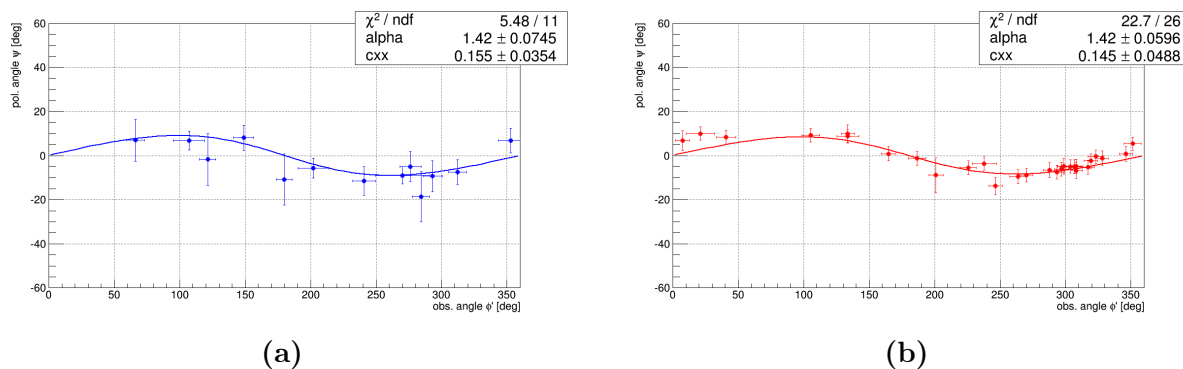 χ² / ndf 5.48 / 11
alpha 1.42 ± 0.0745
cxx 0.155 ± 0.0354
pol. angle ψ [deg]
60
40
20
0
-20
-40
-60
0 50 100 150 200 250 300 350
obs. angle ϕ' [deg]
(a)
χ² / ndf 22.7 / 26
alpha 1.42 ± 0.0596
cxx 0.145 ± 0.0488
pol. angle ψ [deg]
60
40
20
0
-20
-40
-60
0 50 100 150 200 250 300 350
obs. angle ϕ' [deg]
(b)